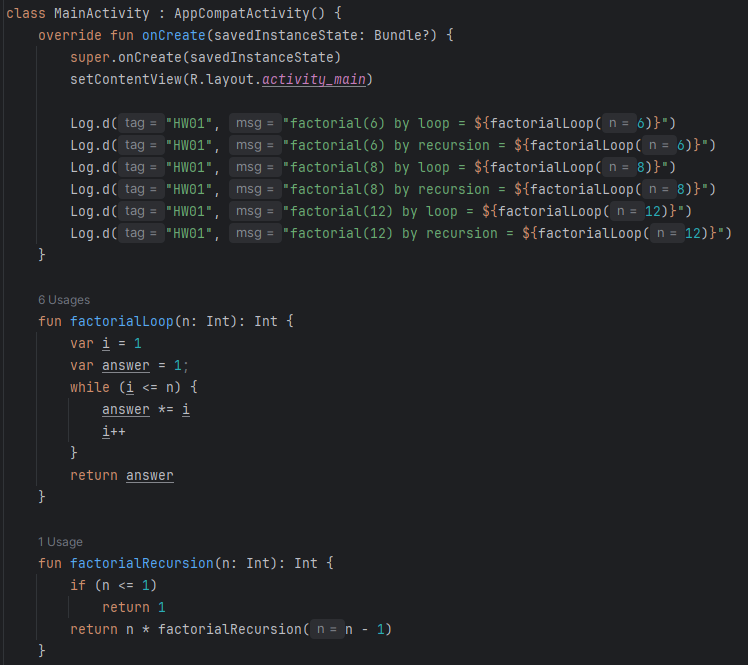 class MainActivity : AppCompatActivity() {
    override fun onCreate(savedInstanceState: Bundle?) {
        super.onCreate(savedInstanceState)
        setContentView(R.layout.activity_main)

        Log.d( tag = "HW01", msg = "factorial(6) by loop = ${factorialLoop( n = 6)}")
        Log.d( tag = "HW01", msg = "factorial(6) by recursion = ${factorialLoop( n = 6)}")
        Log.d( tag = "HW01", msg = "factorial(8) by loop = ${factorialLoop( n = 8)}")
        Log.d( tag = "HW01", msg = "factorial(8) by recursion = ${factorialLoop( n = 8)}")
        Log.d( tag = "HW01", msg = "factorial(12) by loop = ${factorialLoop( n = 12)}")
        Log.d( tag = "HW01", msg = "factorial(12) by recursion = ${factorialLoop( n = 12)}")
    }

    6 Usages
    fun factorialLoop(n: Int): Int {
        var i = 1
        var answer = 1;
        while (i <= n) {
            answer *= i
            i++
        }
        return answer
    }

    1 Usage
    fun factorialRecursion(n: Int): Int {
        if (n <= 1)
            return 1
        return n * factorialRecursion( n = n - 1)
    }